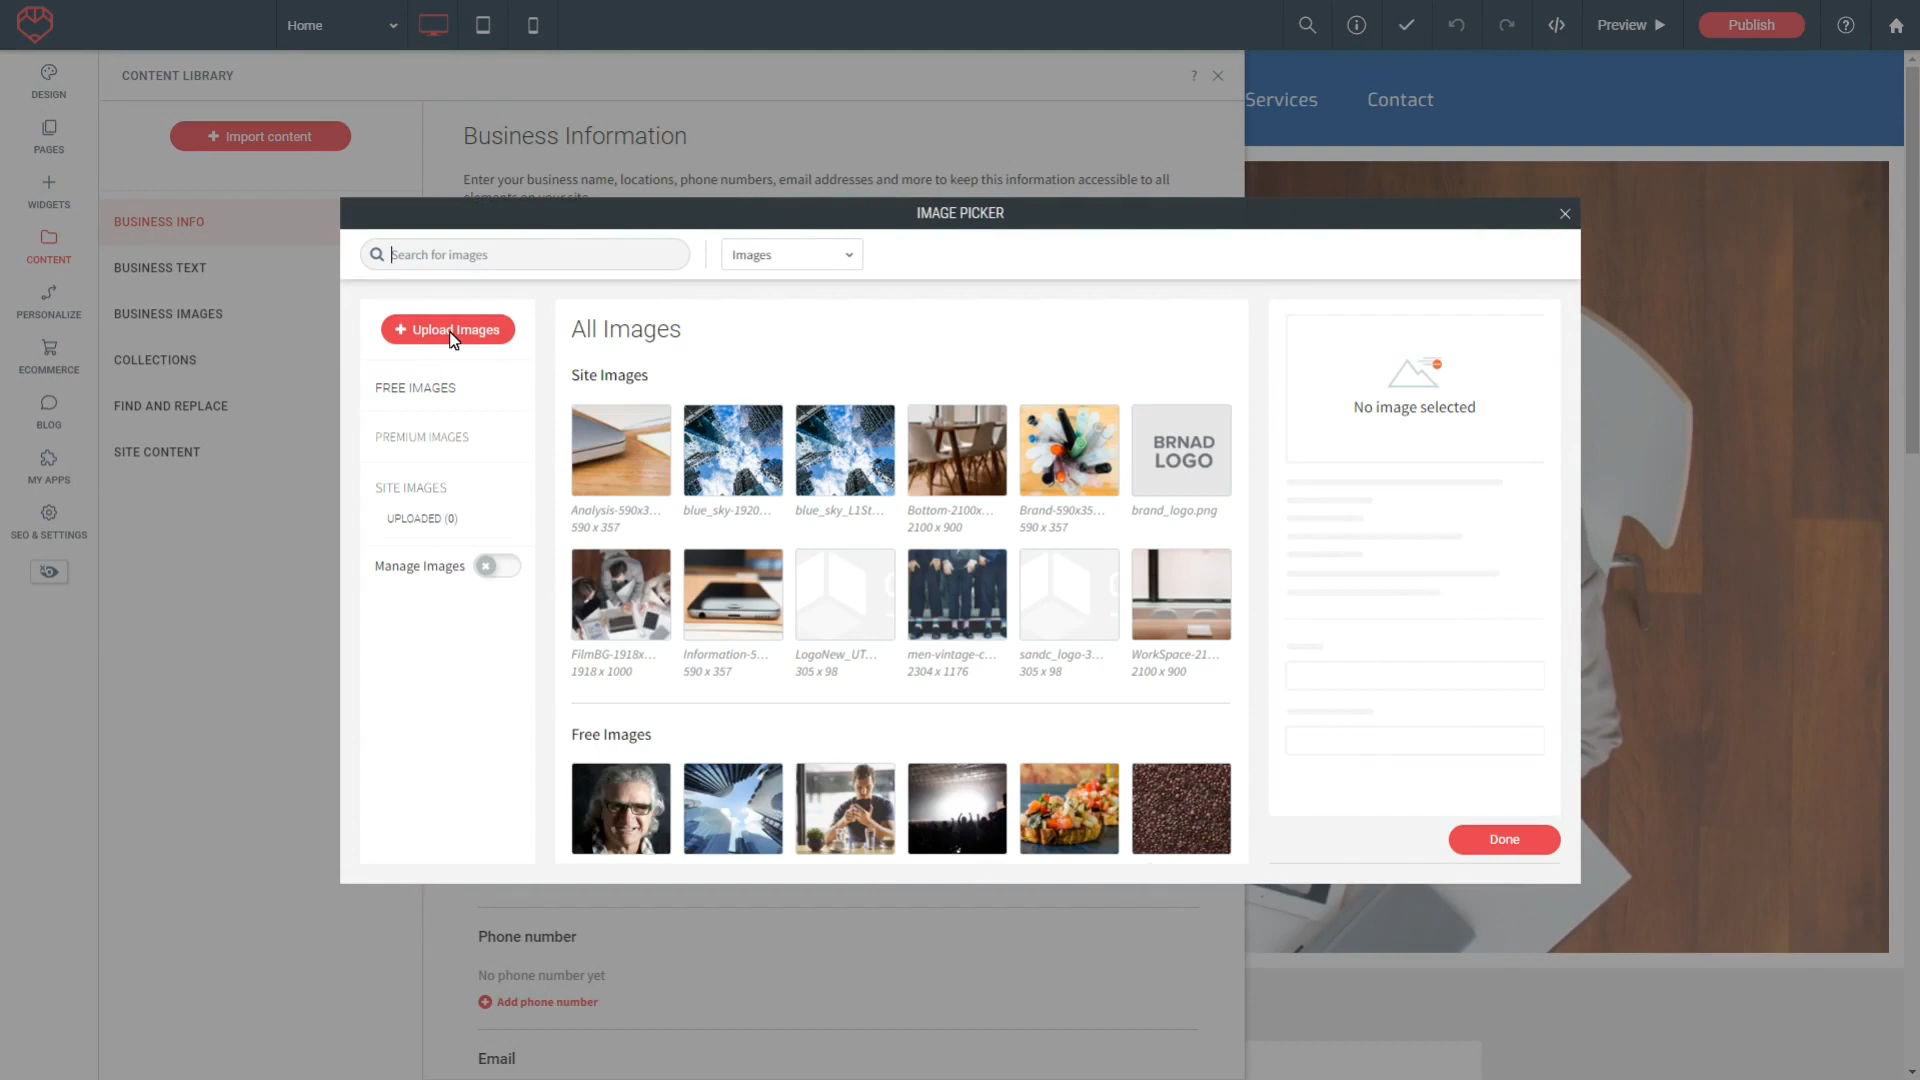 Home
Preview
Publish
DESIGN
PAGES
WIDGETS
CONTENT
PERSONALIZE
ECOMMERCE
BLOG
MY APPS
SEO & SETTINGS
CONTENT LIBRARY
?
Import content
BUSINESS INFO
BUSINESS TEXT
BUSINESS IMAGES
COLLECTIONS
FIND AND REPLACE
SITE CONTENT
Business Information
Enter your business name, locations, phone numbers, email addresses and more to keep this information accessible to all
elements on your site.
Services Contact
IMAGE PICKER
Search for images
Images
Upload Images
FREE IMAGES
PREMIUM IMAGES
SITE IMAGES
UPLOADED (0)
Manage Images
All Images
Site Images
BRNAD
LOGO
Analysis-590x3... blue_sky-1920... blue_sky_L1St... Bottom-2100x... Brand-590x35... brand_logo.png
590 x 357 2100 x 900 590 x 357
FilmBG-1918x... Information-5... LogoNew_UT... men-vintage-c... sandc_logo-3... WorkSpace-21...
1918 x 1000 590 x 357 305 x 98 2304 x 1176 305 x 98 2100 x 900
Free Images
No image selected
Done
Phone number
No phone number yet
Add phone number
Email